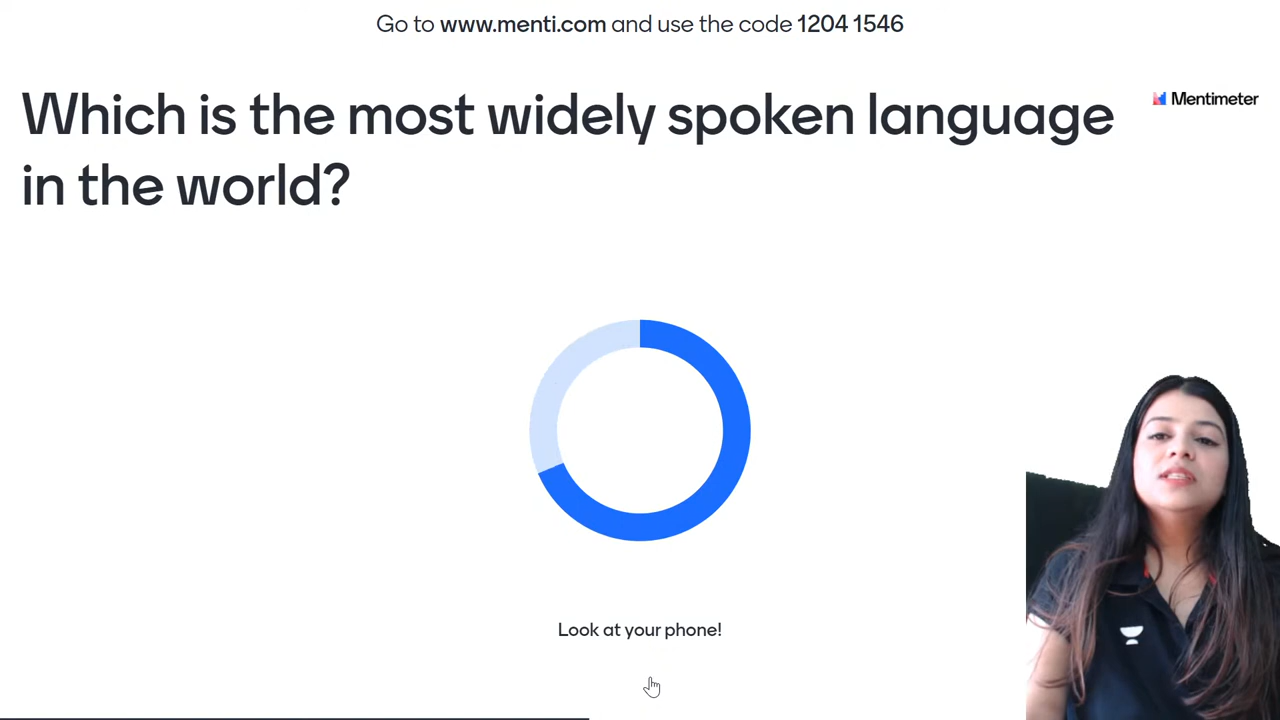 Go to www.menti.com and use the code 1204 1546
Which is the most widely spoken language
in the world?
Mentimeter
Look at your phone!